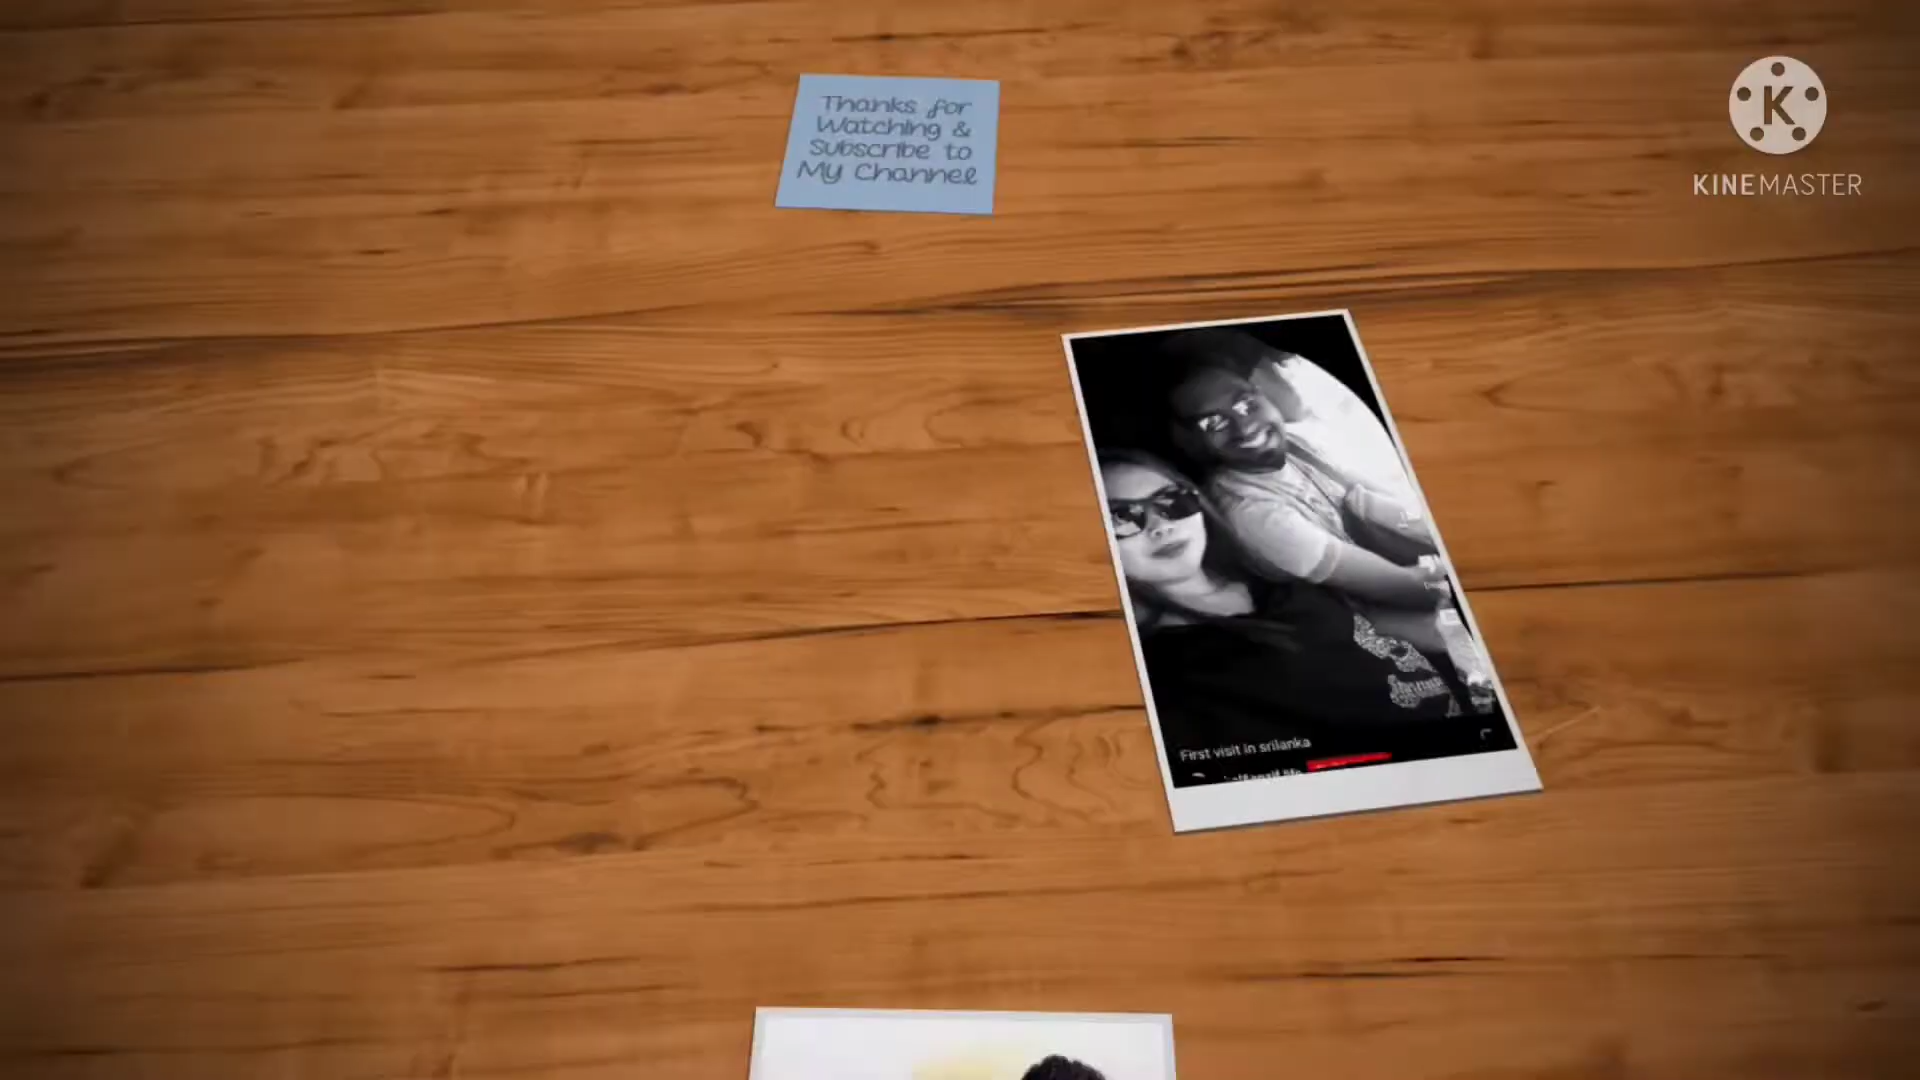 Thanks for
Watching &
Subscribe to
My Channel
K
KINEMASTER
First visit in srilanka